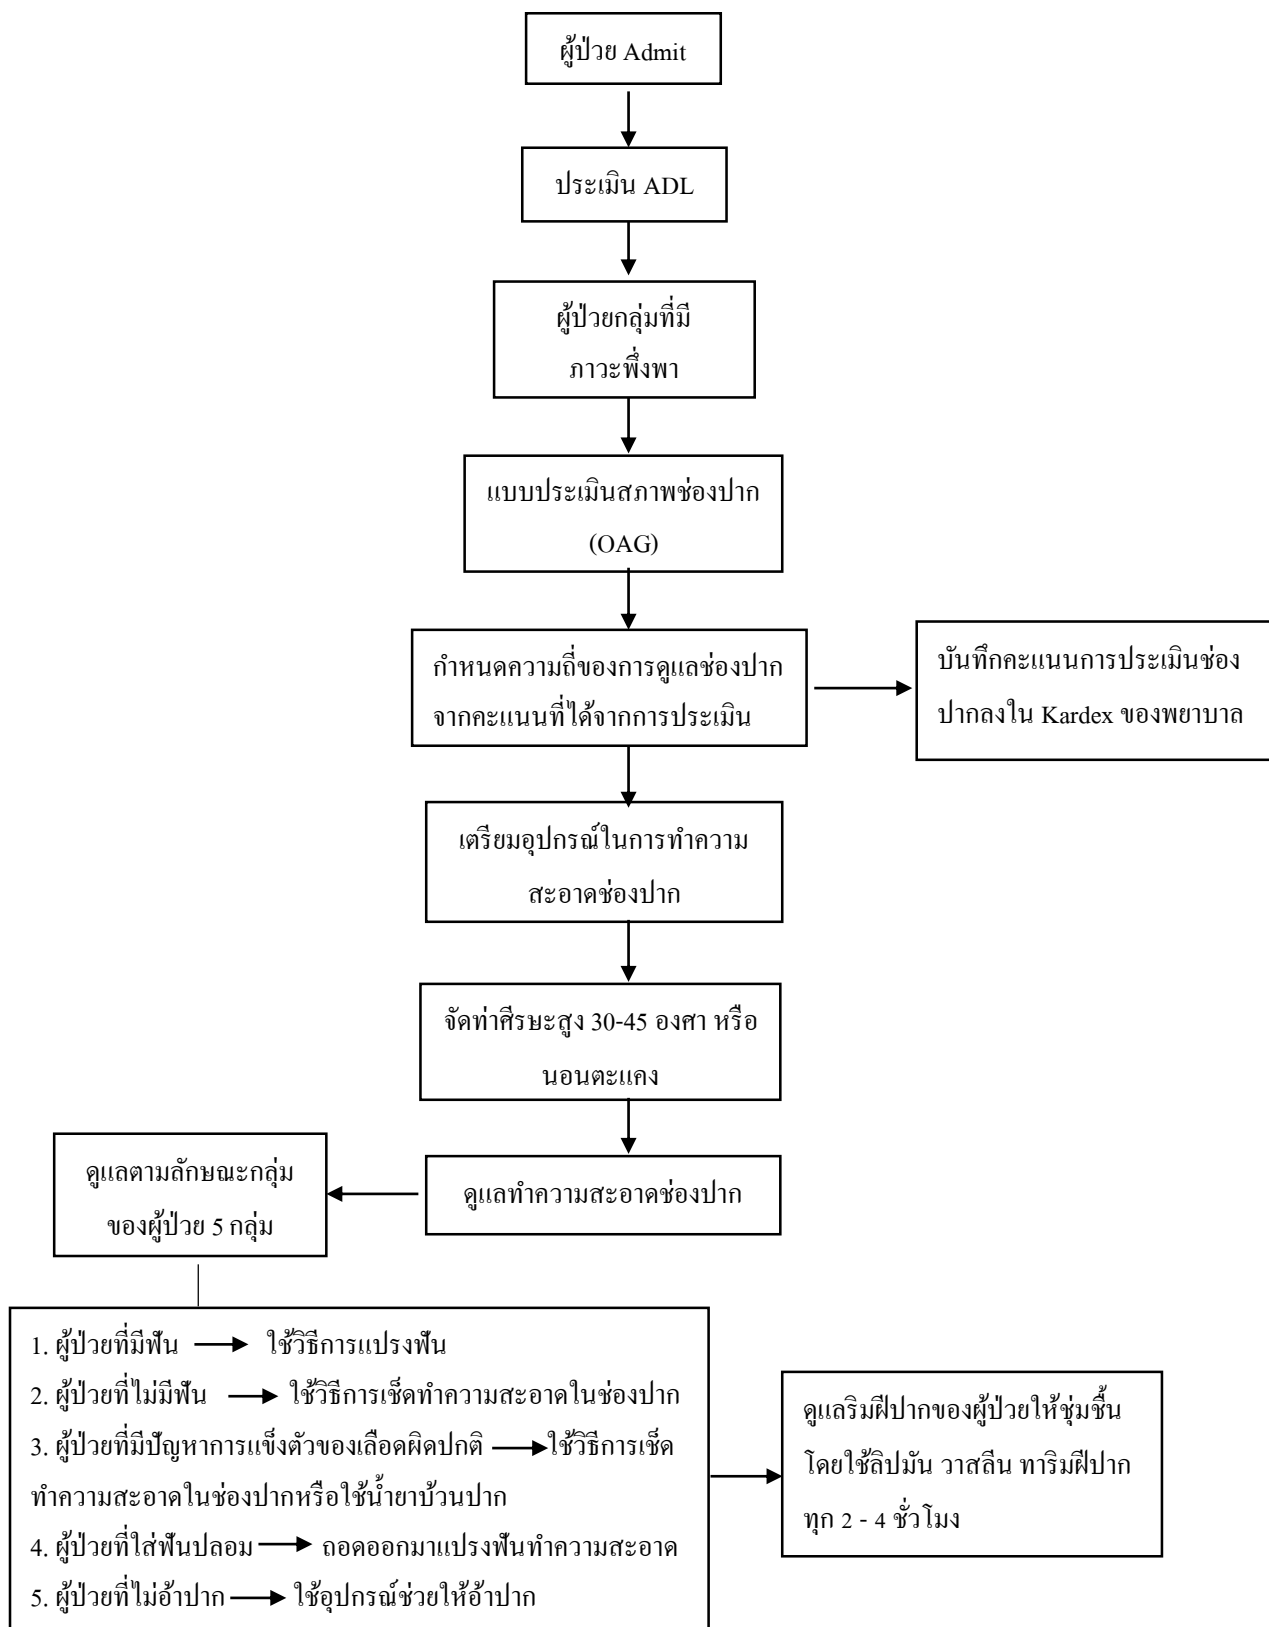 ผู้ป่วย Admit
ประเมิน ADL
ผู้ป่วยกลุ่มที่มี
ภาวะพึ่งพา
แบบประเมินสภาพช่องปาก
(OAG)
กำหนดความถี่ของการดูแลช่องปาก
จากคะแนนที่ได้จากการประเมิน
บันทึกคะแนนการประเมินช่อง
ปากลงใน Kardex ของพยาบาล
เตรียมอุปกรณ์ในการทำความ
สะอาดช่องปาก
จัดท่าศีรษะสูง 30-45 องศา หรือ
นอนตะแคง
ดูแลทำความสะอาดช่องปาก
ดูแลตามลักษณะกลุ่ม
ของผู้ป่วย 5 กลุ่ม
1. ผู้ป่วยที่มีฟัน → ใช้วิธีการแปรงฟัน
2. ผู้ป่วยที่ไม่มีฟัน → ใช้วิธีการเช็ดทำความสะอาดในช่องปาก
3. ผู้ป่วยที่มีปัญหาการแข็งตัวของเลือดผิดปกติ → ใช้วิธีการเช็ด
ทำความสะอาดในช่องปากหรือใช้น้ำยาบ้วนปาก
4. ผู้ป่วยที่ใส่ฟันปลอม → ถอดออกมาแปรงฟันทำความสะอาด
5. ผู้ป่วยที่ไม่อ้าปาก → ใช้อุปกรณ์ช่วยให้อ้าปาก
ดูแลริมฝีปากของผู้ป่วยให้ชุ่มชื้น
โดยใช้ลิปมัน วาสลีน ทาริมฝีปาก
ทุก 2 - 4 ชั่วโมง